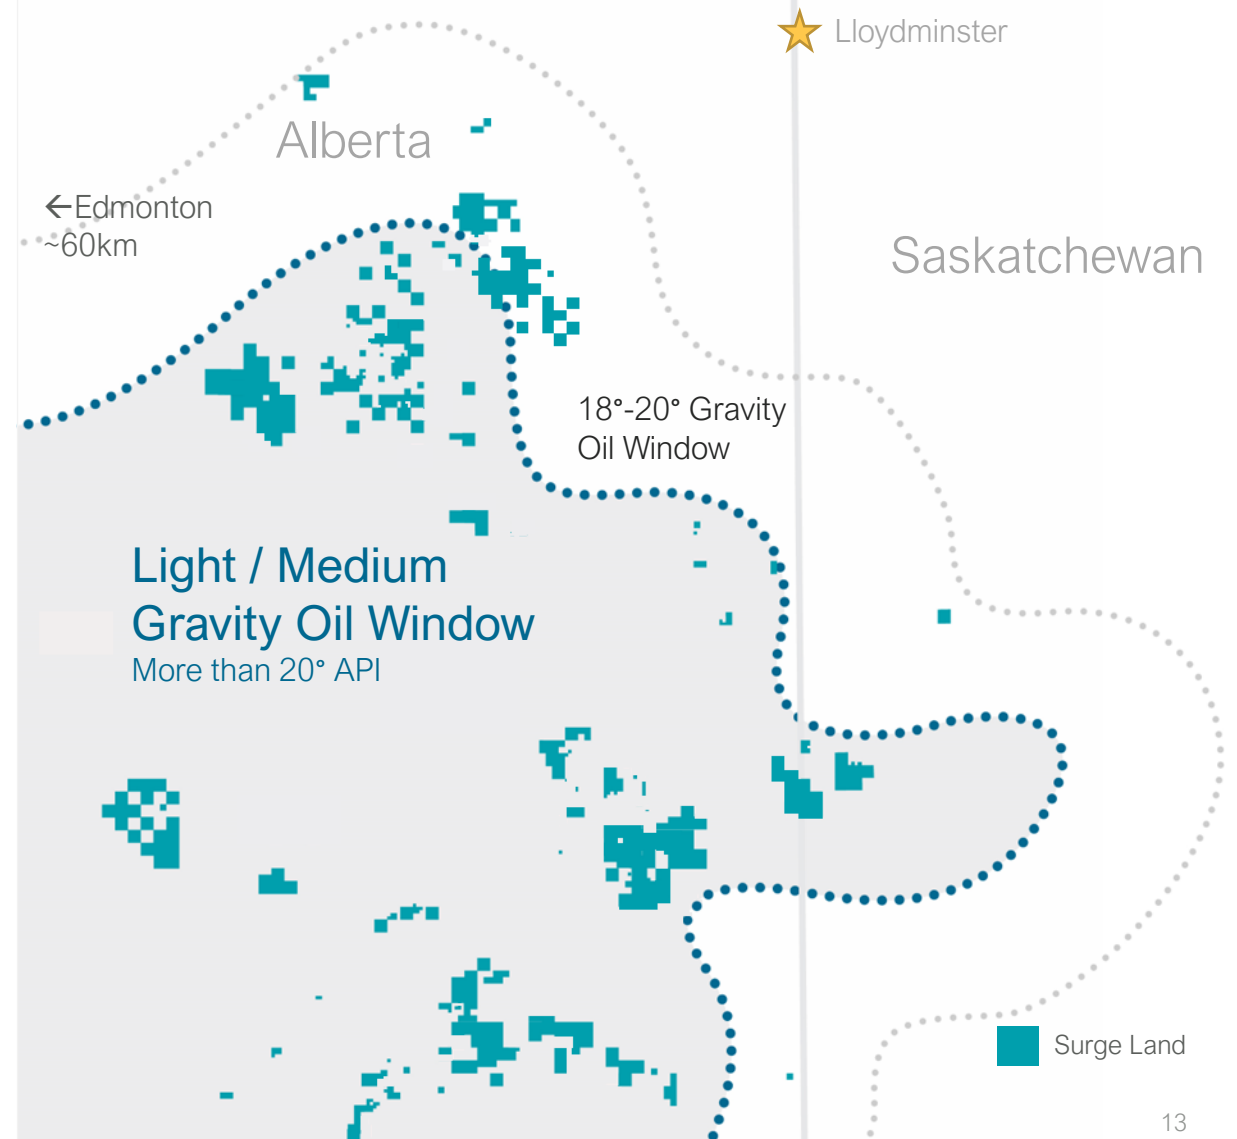 Lloydminster
Alberta
←Edmonton
~60km
Saskatchewan
18°-20° Gravity
Oil Window
Light / Medium
Gravity Oil Window
More than 20° API
Surge Land
13